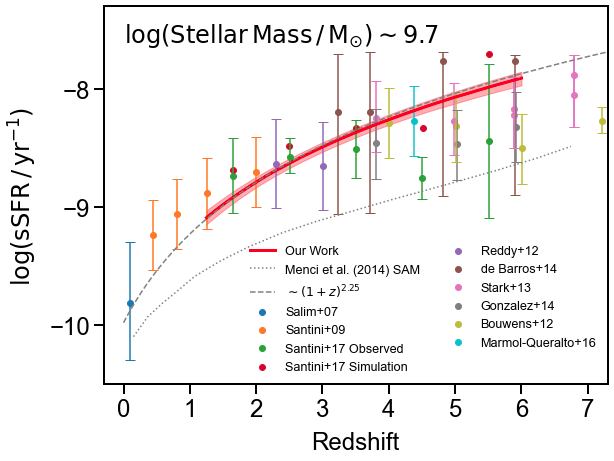 log(Stellar Mass / M⊙) ∼ 9.7
log(sSFR / yr⁻¹)
−8
−9
−10
Our Work
Menci et al. (2014) SAM
∼ (1 + z)^2.25
Salim+07
Santini+09
Santini+17 Observed
Santini+17 Simulation
Reddy+12
de Barros+14
Stark+13
Gonzalez+14
Bouwens+12
Marmol-Queralto+16
0 1 2 3 4 5 6 7
Redshift